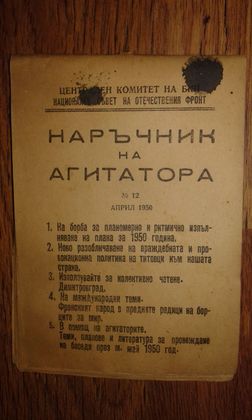 ЦЕНТРАЛЕН КОМИТЕТ НА БКП
НАЦИОНАЛЕН СЪВЕТ НА ОТЕЧЕСТВЕНИЯ ФРОНТ
НАРЪЧНИК
НА
АГИТАТОРА
№ 12
АПРИЛ 1950
1. На борба за планомерно и ритмично изпъл-
няване на плана за 1950 година.
2. Ново разобличаване на враждебната и про-
вокационна политика на титовци към нашата
страна.
3. Използувайте за колективно четене.
Димитровград.
4. На международни теми.
Френският народ в предните редици на бор-
ците за мир.
5. В помощ на агитаторите.
Теми, планове и литература за провеждане
на беседи през м. май 1950 год.